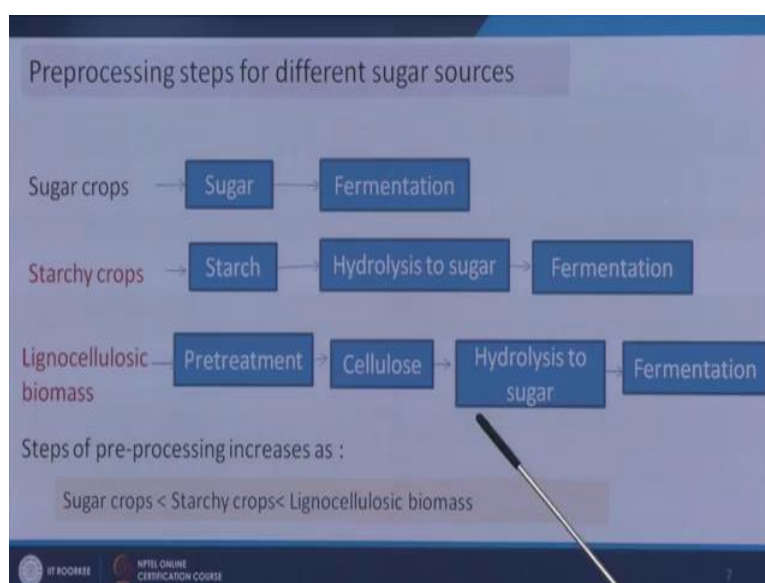 Preprocessing steps for different sugar sources
Sugar crops
Sugar
Fermentation
Starchy crops
Starch
Hydrolysis to sugar
Fermentation
Lignocellulosic
biomass
Pretreatment
Cellulose
Hydrolysis to
sugar
Fermentation
Steps of pre-processing increases as :
Sugar crops < Starchy crops< Lignocellulosic biomass
IIT ROORKEE
NPTEL ONLINE
CERTIFICATION COURSE
7